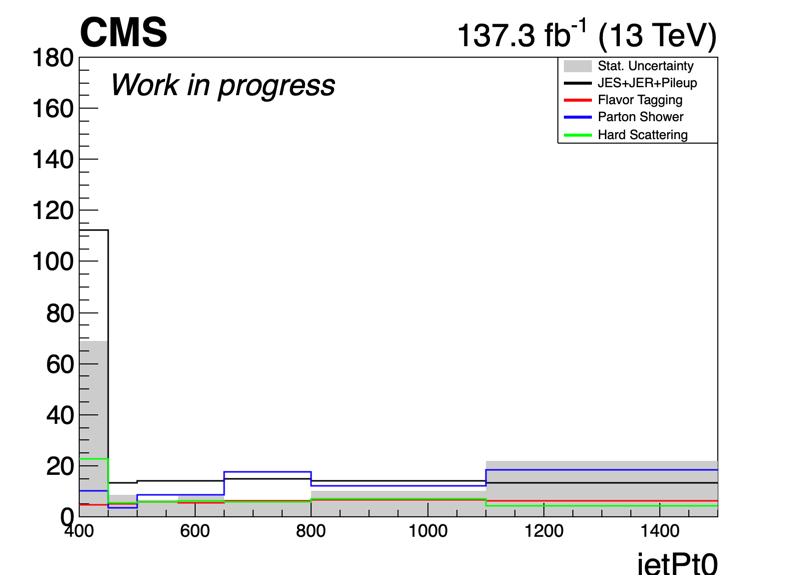 CMS
137.3 fb-1 (13 TeV)
Work in progress
Stat. Uncertainty
JES+JER+Pileup
Flavor Tagging
Parton Shower
Hard Scattering
180
160
140
120
100
80
60
40
20
0
400 600 800 1000 1200 1400
jetPt0